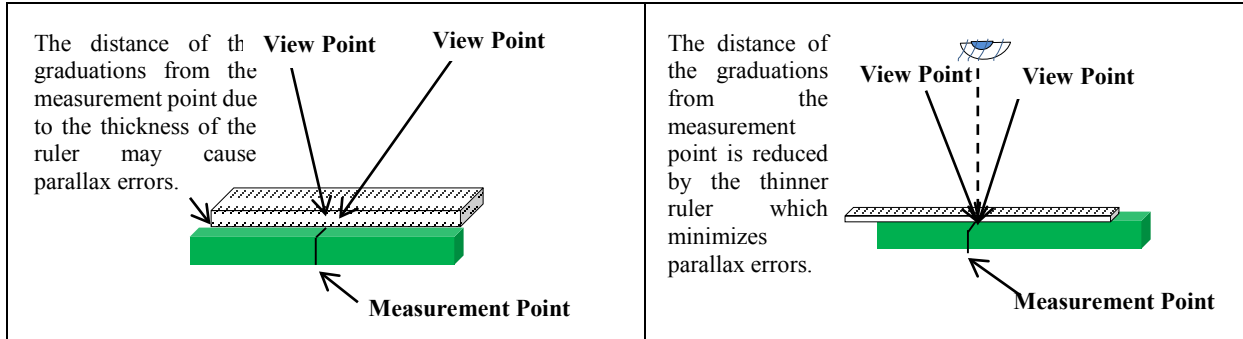 The distance of th
graduations from the
measurement point due
to the thickness of the
ruler may cause
parallax errors.
View Point
View Point
Measurement Point
The distance of
the graduations
from the
measurement
point is reduced
by the thinner
ruler which
minimizes
parallax errors.
View Point
View Point
Measurement Point